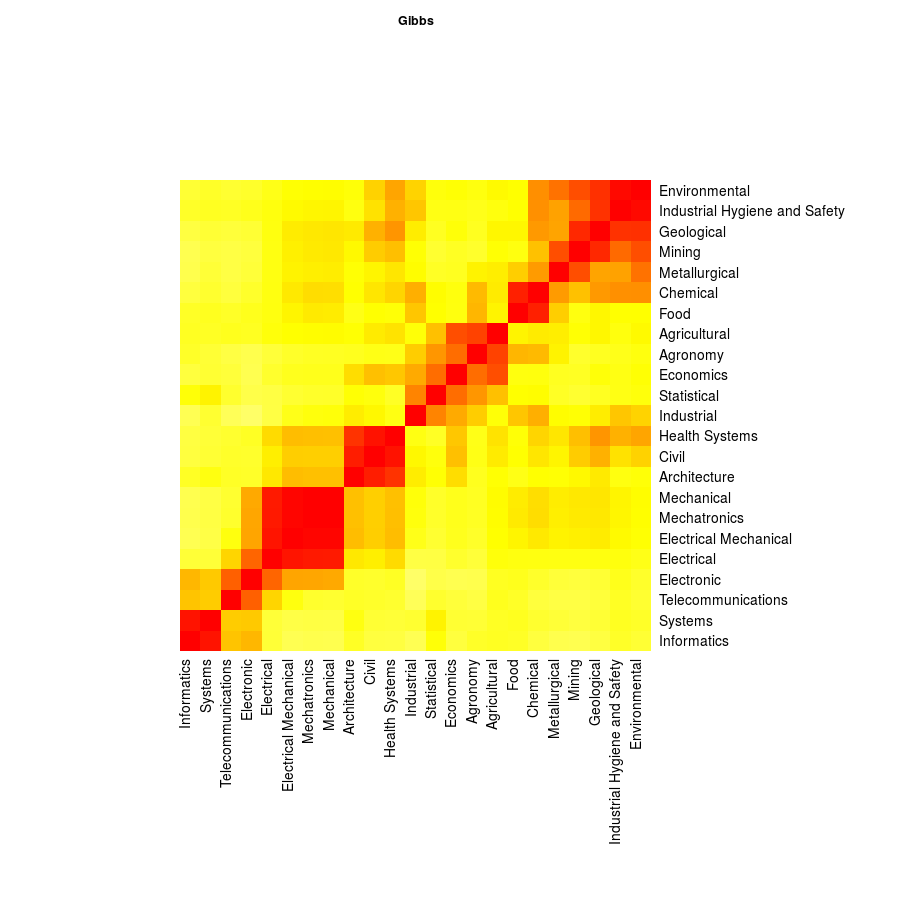 Gibbs
Environmental
Industrial Hygiene and Safety
Geological
Mining
Metallurgical
Chemical
Food
Agricultural
Agronomy
Economics
Statistical
Industrial
Health Systems
Civil
Architecture
Mechanical
Mechatronics
Electrical Mechanical
Electrical
Electronic
Telecommunications
Systems
Informatics
Informatics
Systems
Telecommunications
Electronic
Electrical
Electrical Mechanical
Mechatronics
Mechanical
Architecture
Civil
Health Systems
Industrial
Statistical
Economics
Agronomy
Agricultural
Food
Chemical
Metallurgical
Mining
Geological
Industrial Hygiene and Safety
Environmental